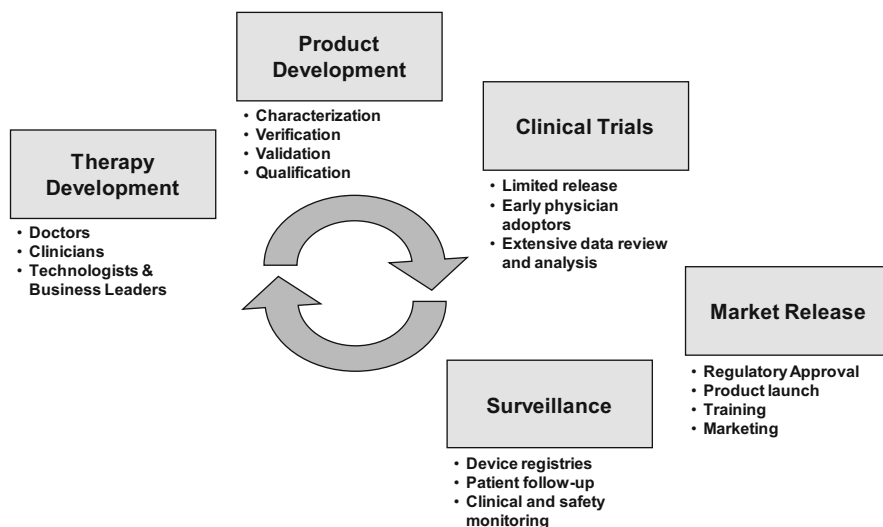 Product
Development
• Characterization
• Verification
• Validation
• Qualification
Therapy
Development
• Doctors
• Clinicians
• Technologists &
Business Leaders
Clinical Trials
• Limited release
• Early physician
adoptors
• Extensive data review
and analysis
Market Release
• Regulatory Approval
• Product launch
• Training
• Marketing
Surveillance
• Device registries
• Patient follow-up
• Clinical and safety
monitoring